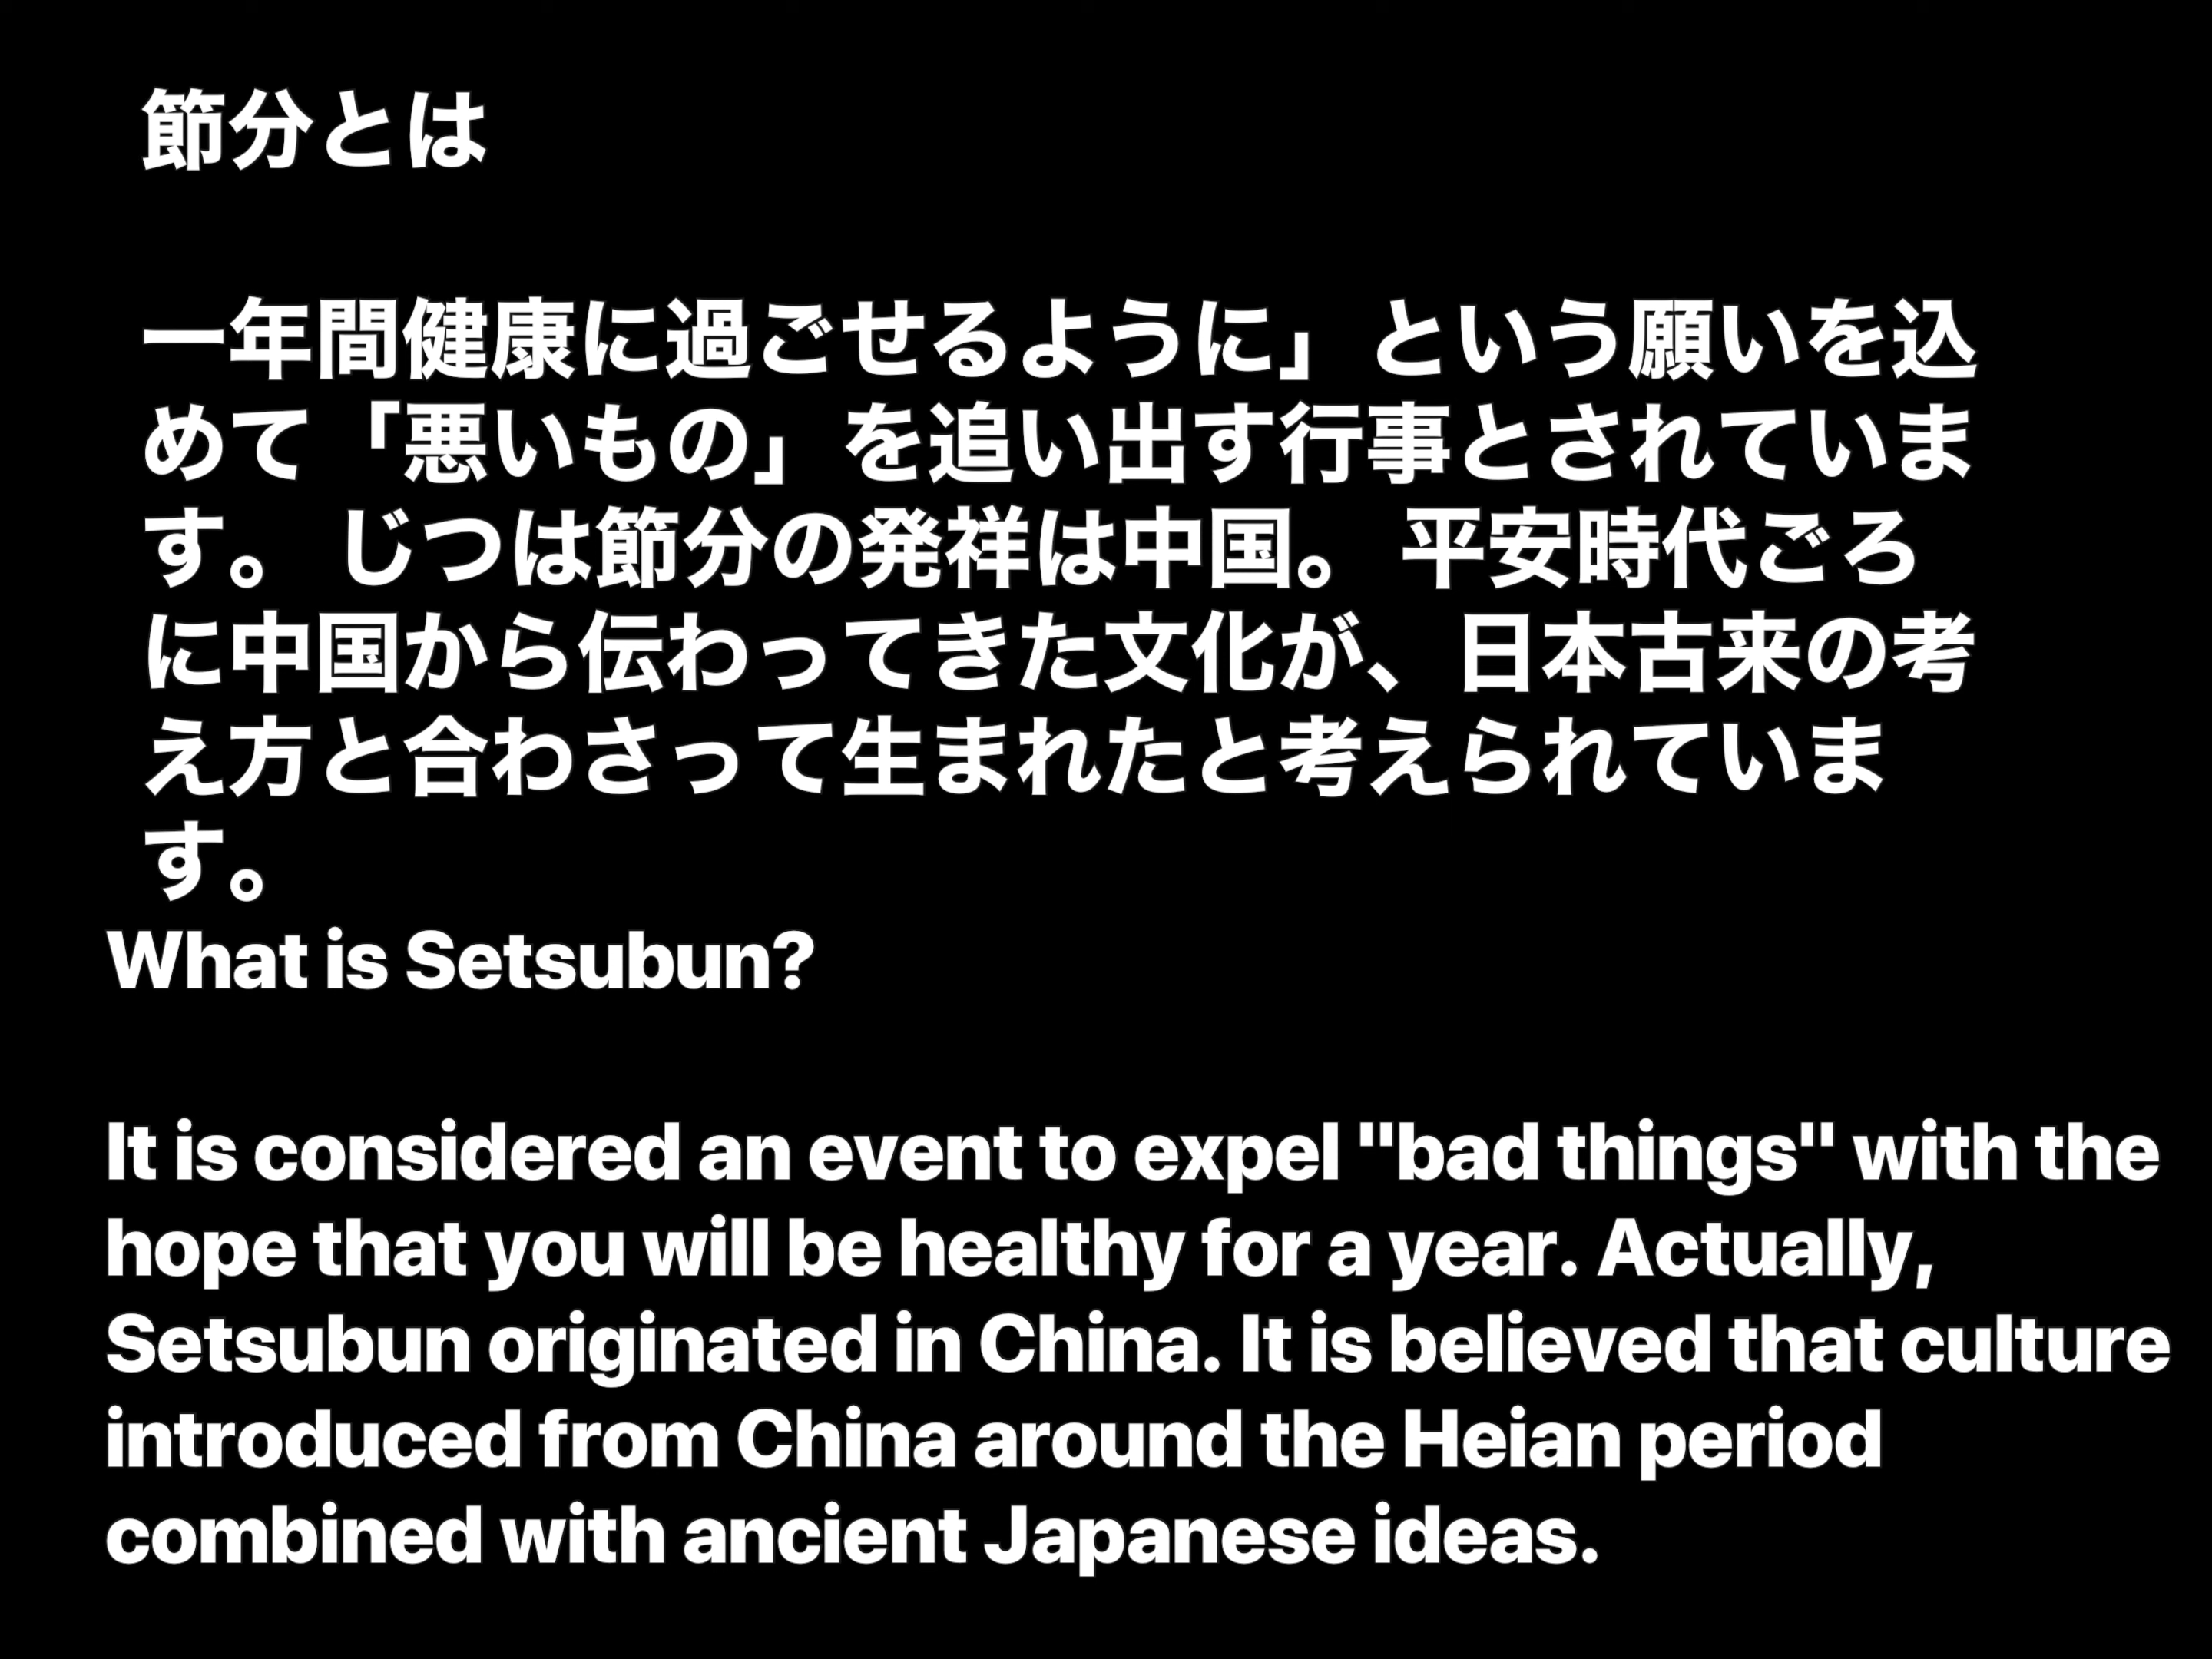 節分とは
一年間健康に過ごせるように」という願いを込
めて「悪いもの」を追い出す行事とされていま
す。 じつは節分の発祥は中国。 平安時代ごろ
に中国から伝わってきた文化が、日本古来の考
え方と合わさって生まれたと考えられていま
す。
What is Setsubun?
It is considered an event to expel "bad things" with the
hope that you will be healthy for a year. Actually,
Setsubun originated in China. It is believed that culture
introduced from China around the Heian period
combined with ancient Japanese ideas.